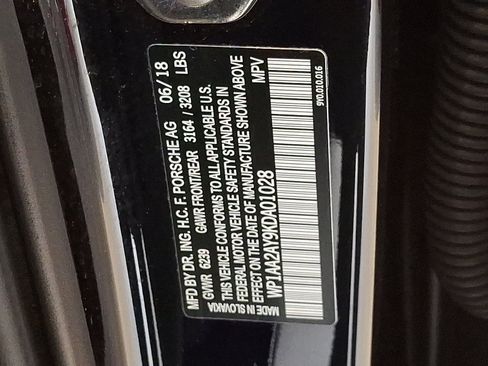 MFD BY DR. ING. H.C. F. PORSCHE AG 06/18
GVWR 6239 GAWR FRONT/REAR 3164/3208 LBS
THIS VEHICLE CONFORMS TO ALL APPLICABLE U.S.
FEDERAL MOTOR VEHICLE SAFETY STANDARDS IN
EFFECT ON THE DATE OF MANUFACTURE SHOWN ABOVE
WP1AA2AY9KDA01028 MPV
MADE IN SLOVAKIA 9Y0.010.016